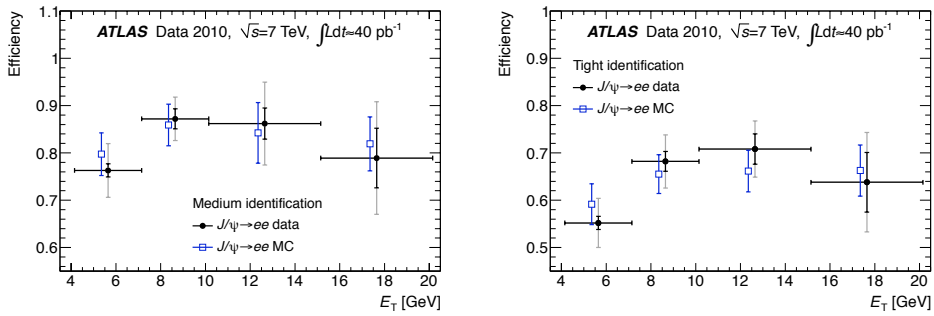 ATLAS Data 2010, √s=7 TeV, ∫Ldt≈40 pb⁻¹
Efficiency
1.1
1
0.9
0.8
0.7
0.6
Medium identification
J/ψ→ee data
J/ψ→ee MC
4 6 8 10 12 14 16 18 20
E_T [GeV]
ATLAS Data 2010, √s=7 TeV, ∫Ldt≈40 pb⁻¹
Efficiency
1
0.9
0.8
0.7
0.6
0.5
Tight identification
J/ψ→ee data
J/ψ→ee MC
4 6 8 10 12 14 16 18 20
E_T [GeV]